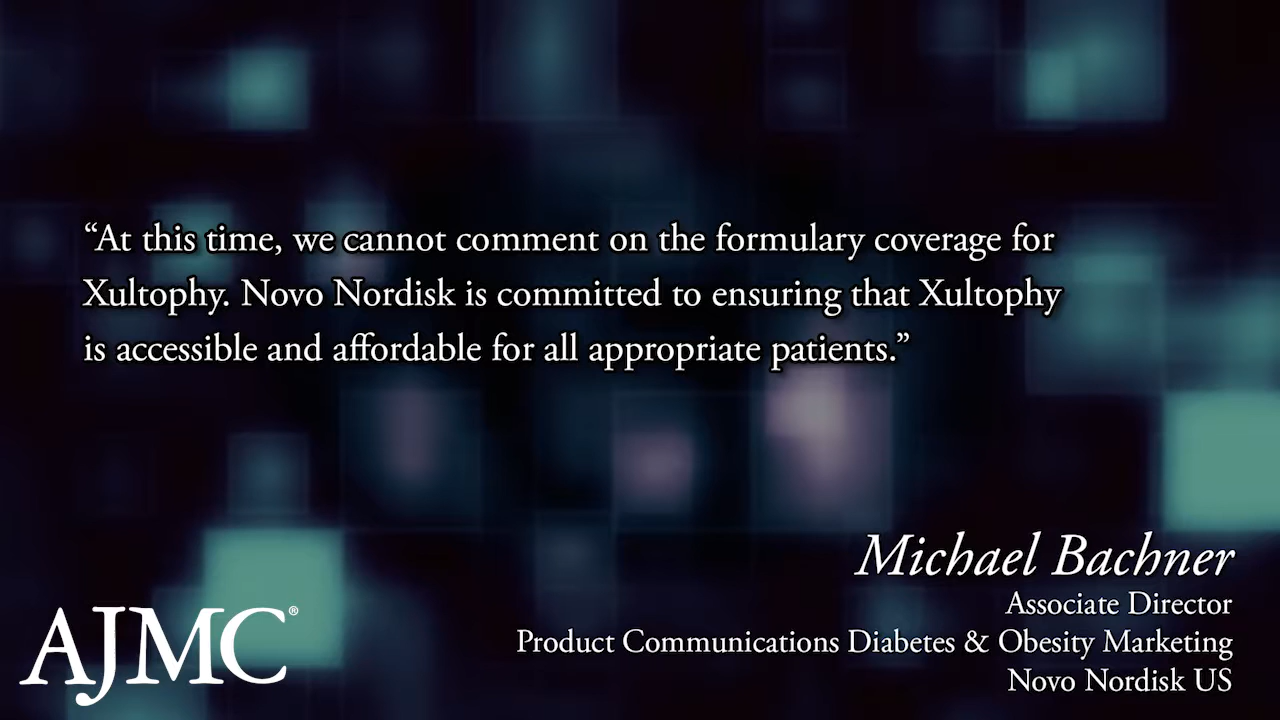 “At this time, we cannot comment on the formulary coverage for
Xultophy. Novo Nordisk is committed to ensuring that Xultophy
is accessible and affordable for all appropriate patients.”
Michael Bachner
Associate Director
Product Communications Diabetes & Obesity Marketing
Novo Nordisk US
AJMC®